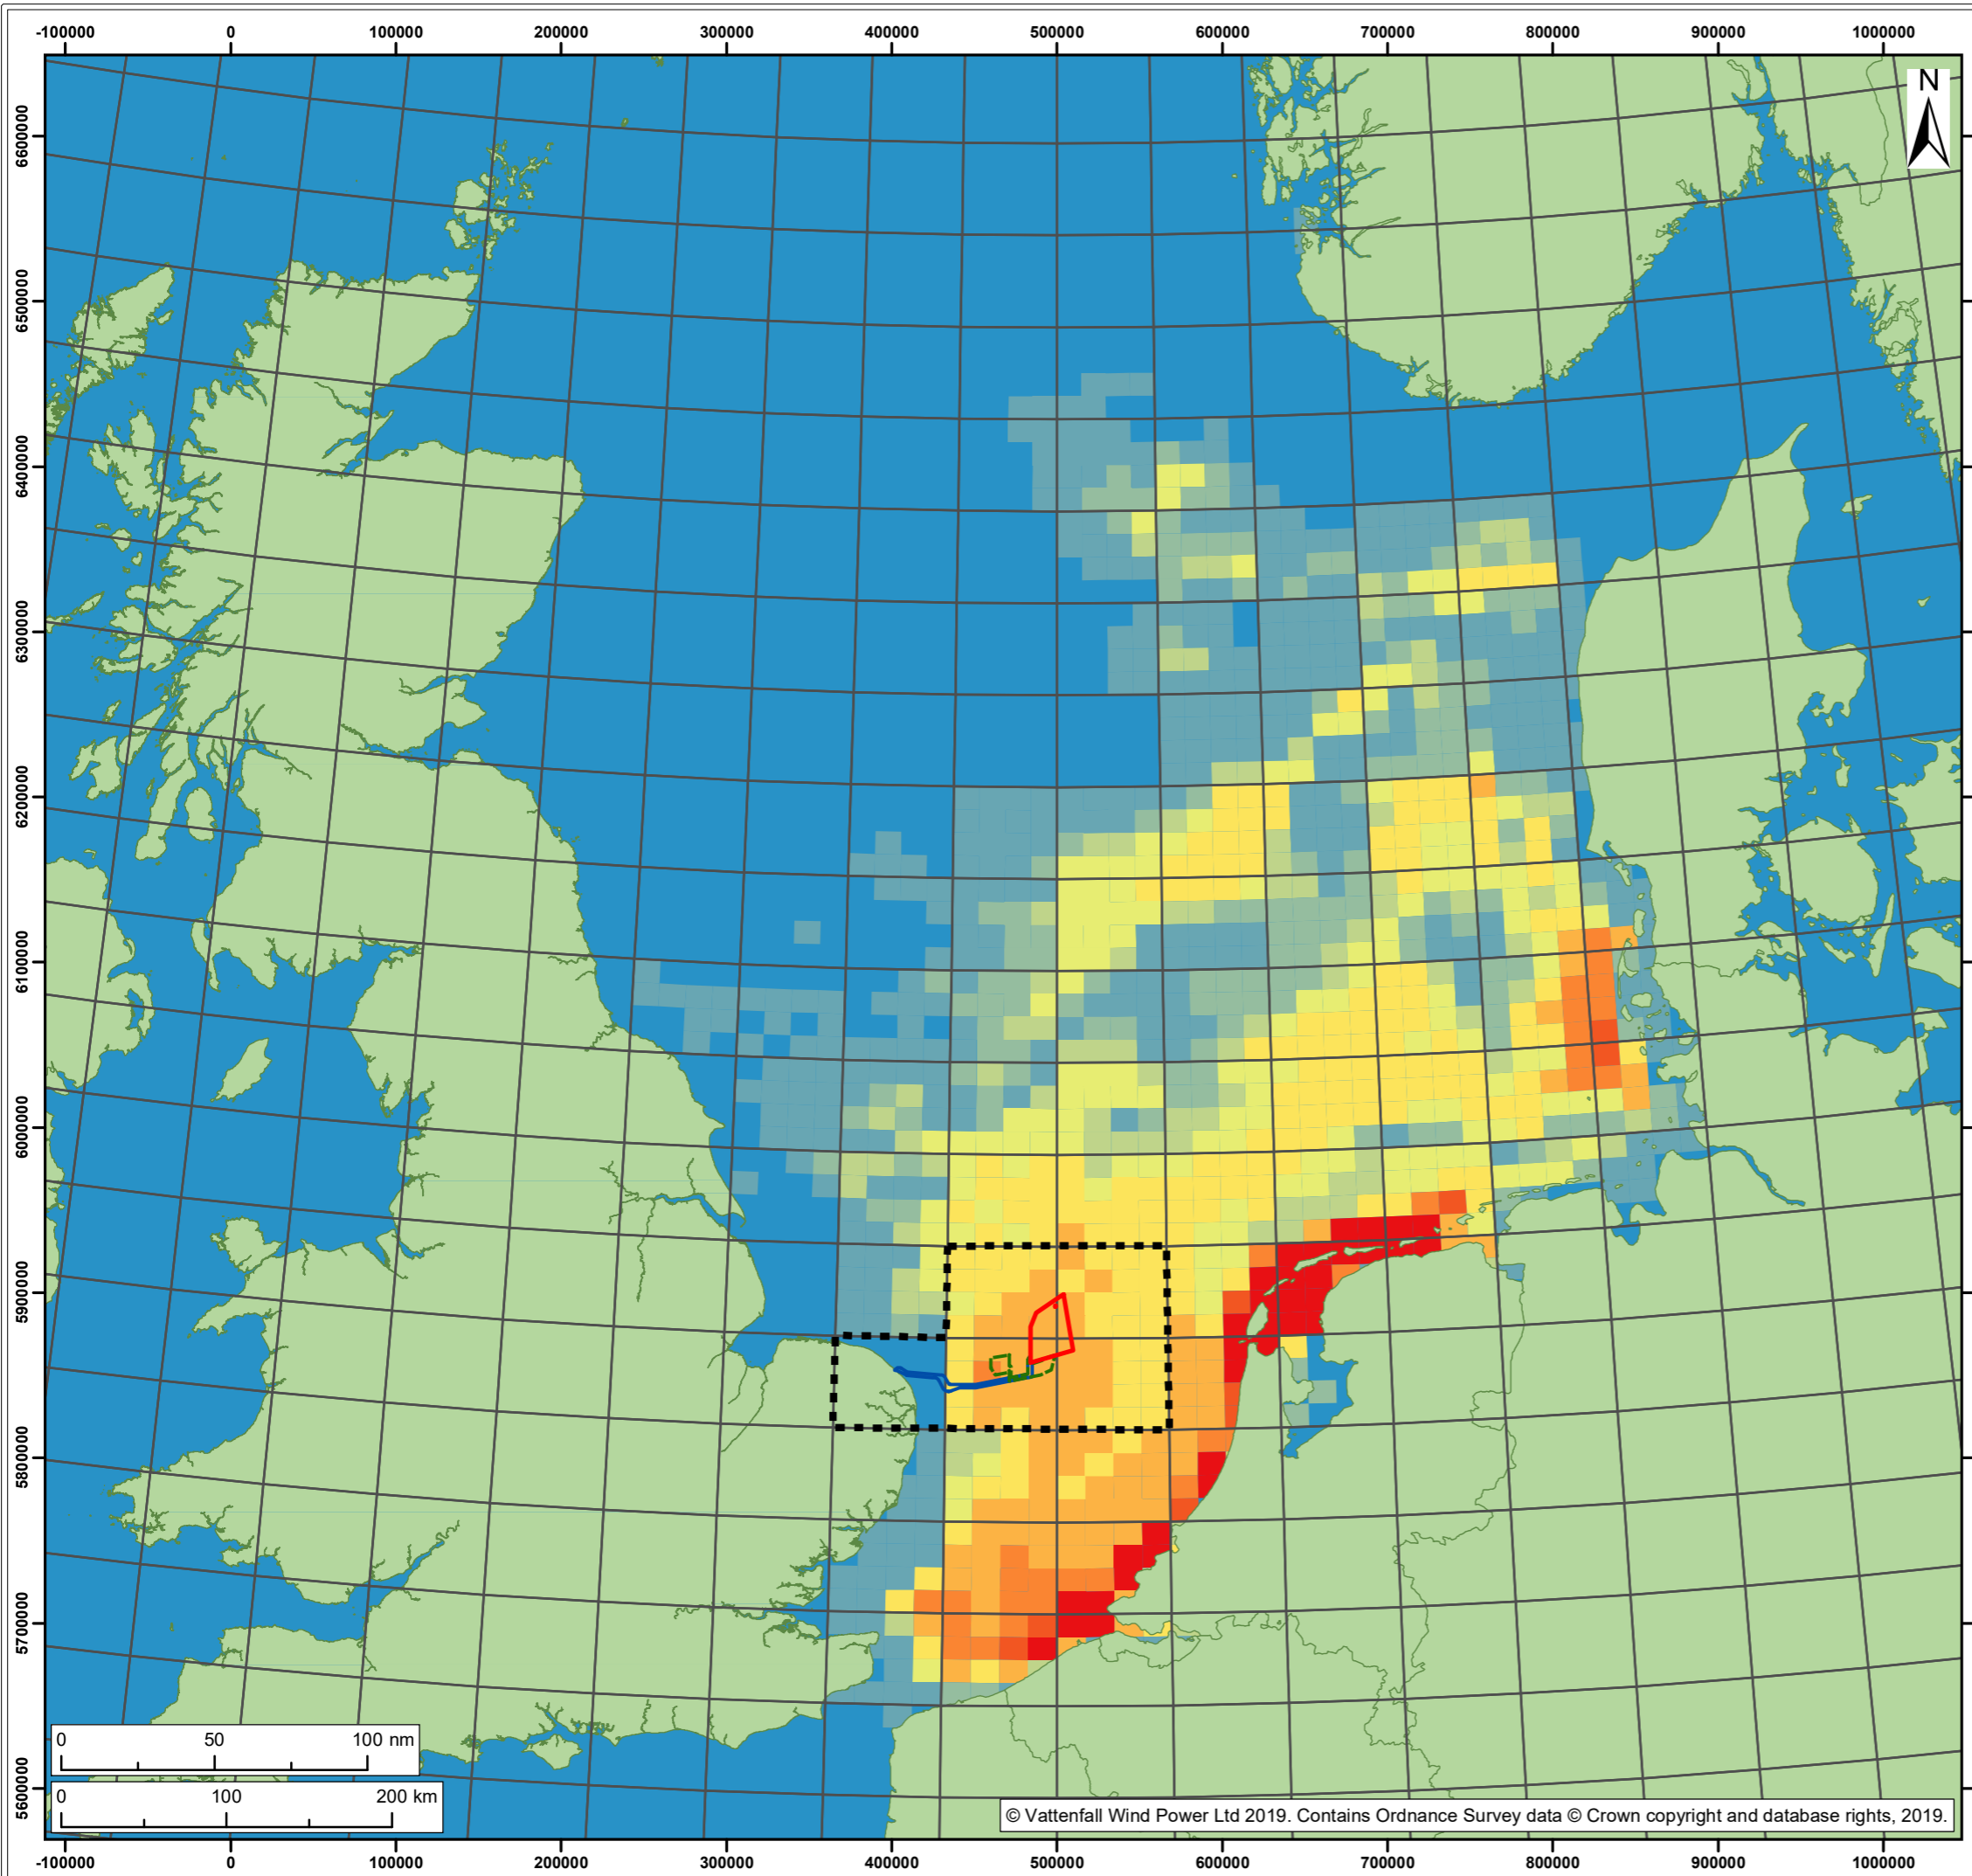 -100000 0 100000 200000 300000 400000 500000 600000 700000 800000 900000 1000000
N
6600000
6500000
6400000
6300000
6200000
6100000
6000000
5900000
5800000
5700000
5600000
0 50 100 nm
0 100 200 km
© Vattenfall Wind Power Ltd 2019. Contains Ordnance Survey data © Crown copyright and database rights, 2019.
-100000 0 100000 200000 300000 400000 500000 600000 700000 800000 900000 1000000